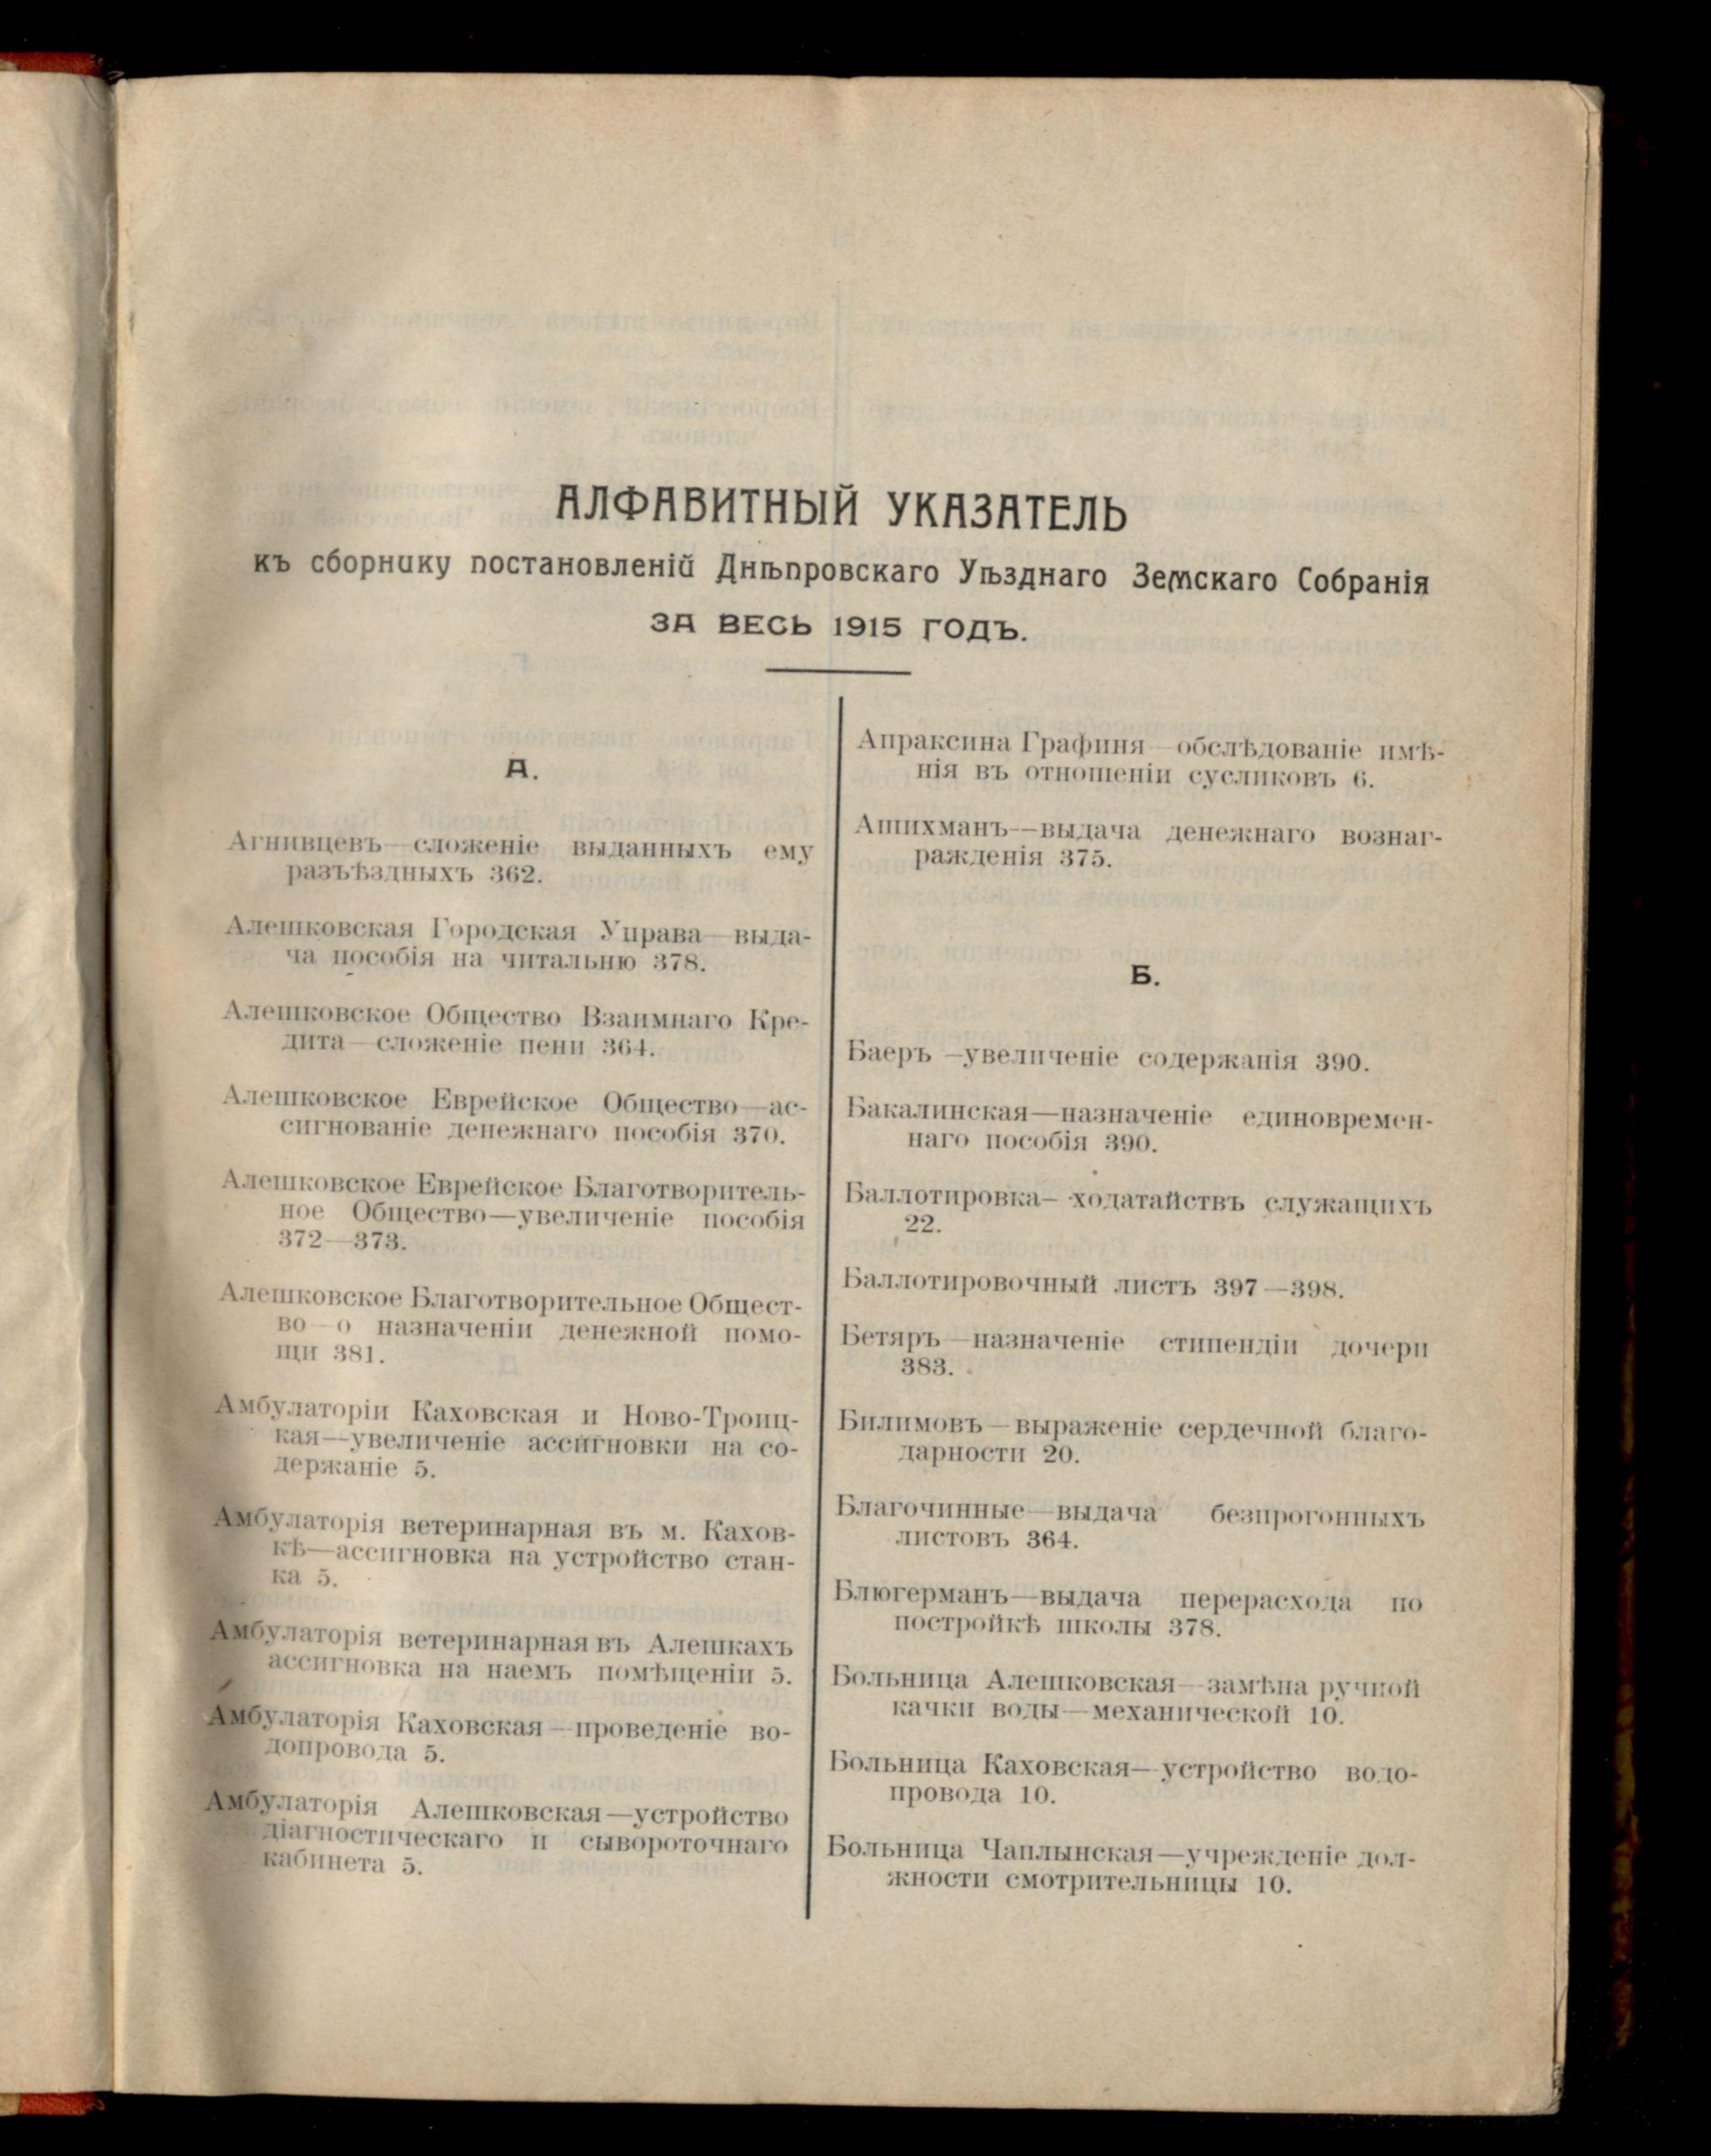 АЛФАВИТНЫЙ УКАЗАТЕЛЬ
къ сборнику постановленій Днѣпровскаго Уѣзднаго Земскаго Собранія
ЗА ВЕСЬ 1915 ГОДЪ.
А.
Агнивцевъ—сложеніе выданныхъ ему
разъѣздныхъ 362.
Алешковская Городская Управа—выда-
ча пособія на читальню 378.
Алешковское Общество Взаимнаго Кре-
дита—сложеніе пени 364.
Алешковское Еврейское Общество—ас-
сигнованіе денежнаго пособія 370.
Алешковское Еврейское Благотворитель-
ное Общество—увеличеніе пособія
372—373.
Алешковское Благотворительное Общест-
во—о назначеніи денежной помо-
щи 381.
Амбулаторіи Каховская и Ново-Троиц-
кая—увеличеніе ассигновки на со-
держаніе 5.
Амбулаторія ветеринарная въ м. Кахов-
кѣ—ассигновка на устройство стан-
ка 5.
Амбулаторія ветеринарная въ Алешкахъ
ассигновка на наемъ помѣщеніи 5.
Амбулаторія Каховская—проведеніе во-
допровода 5.
Амбулаторія Алешковская—устройство
діагностическаго и сывороточнаго
кабинета 5.
Апраксина Графиня—обслѣдованіе имѣ-
нія въ отношеніи сусликовъ 6.
Ашихманъ—выдача денежнаго вознаг-
ражденія 375.
Б.
Баеръ—увеличеніе содержанія 390.
Бакалинская—назначеніе единовремен-
наго пособія 390.
Баллотировка—ходатайствъ служащихъ
22.
Баллотировочный листъ 397—398.
Бетяръ—назначеніе стипендіи дочери
383.
Билимовъ—выраженіе сердечной благо-
дарности 20.
Благочинные—выдача безпрогонныхъ
листовъ 364.
Блюгерманъ—выдача перерасхода по
постройкѣ школы 378.
Больница Алешковская—замѣна ручной
качки воды—механической 10.
Больница Каховская—устройство водо-
провода 10.
Больница Чаплынская—учрежденіе дол-
жности смотрительницы 10.